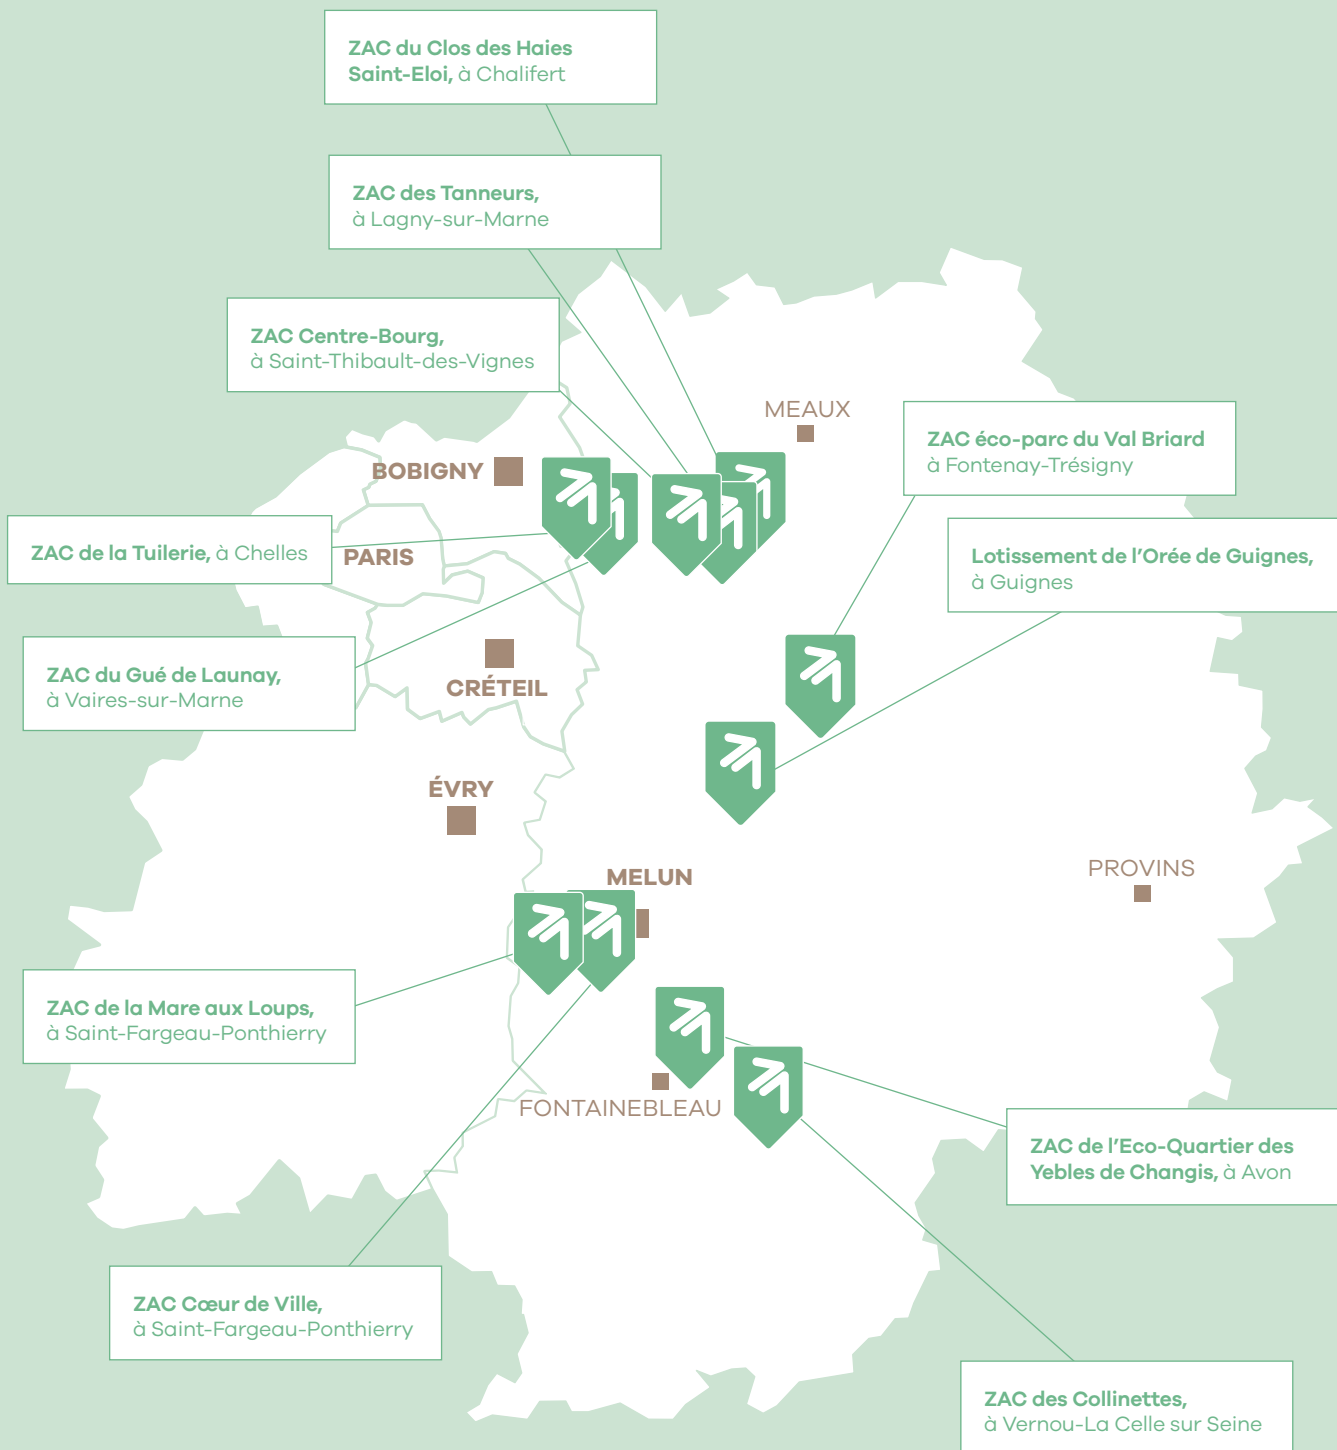 ZAC du Clos des Haies
Saint-Eloi, à Chalifert
ZAC des Tanneurs,
à Lagny-sur-Marne
ZAC Centre-Bourg,
à Saint-Thibault-des-Vignes
MEAUX
ZAC éco-parc du Val Briard
à Fontenay-Trésigny
BOBIGNY
Lotissement de l'Orée de Guignes,
à Guignes
ZAC de la Tuilerie, à Chelles
PARIS
ZAC du Gué de Launay,
à Vaires-sur-Marne
CRÉTEIL
ÉVRY
MELUN
PROVINS
ZAC de la Mare aux Loups,
à Saint-Fargeau-Ponthierry
FONTAINEBLEAU
ZAC de l'Eco-Quartier des
Yebles de Changis, à Avon
ZAC Cœur de Ville,
à Saint-Fargeau-Ponthierry
ZAC des Collinettes,
à Vernou-La Celle sur Seine